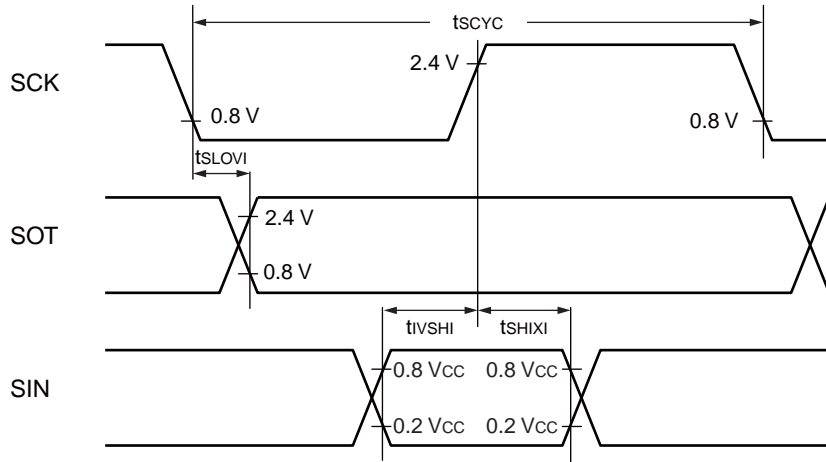 tSCYC
SCK
2.4 V
0.8 V
0.8 V
tSLOVI
SOT
2.4 V
0.8 V
tIVSHI
tSHIXI
SIN
0.8 VCC
0.8 VCC
0.2 VCC
0.2 VCC